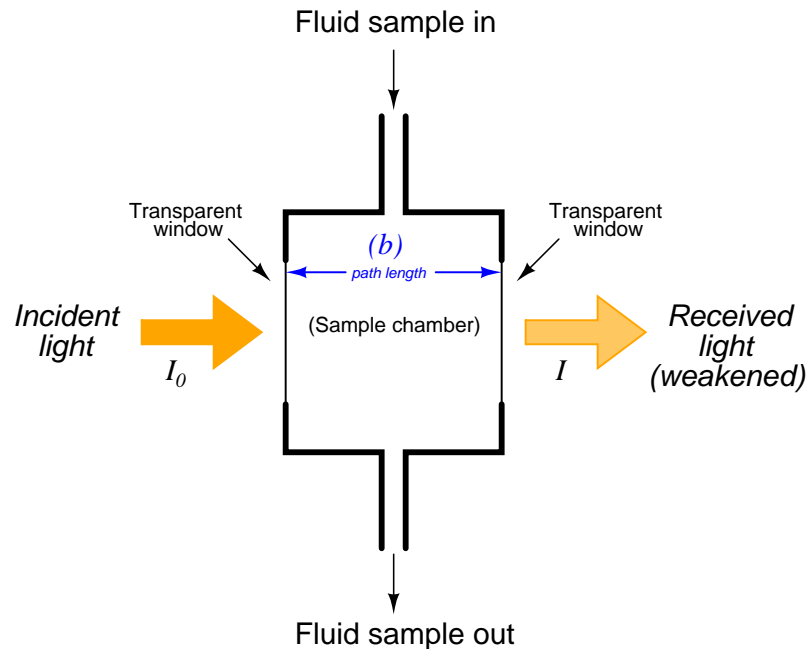 Fluid sample in
Transparent
window
Transparent
window
(b)
path length
Incident
light
I0
(Sample chamber)
I
Received
light
(weakened)
Fluid sample out